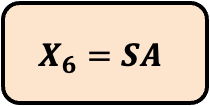 X₆ = SA